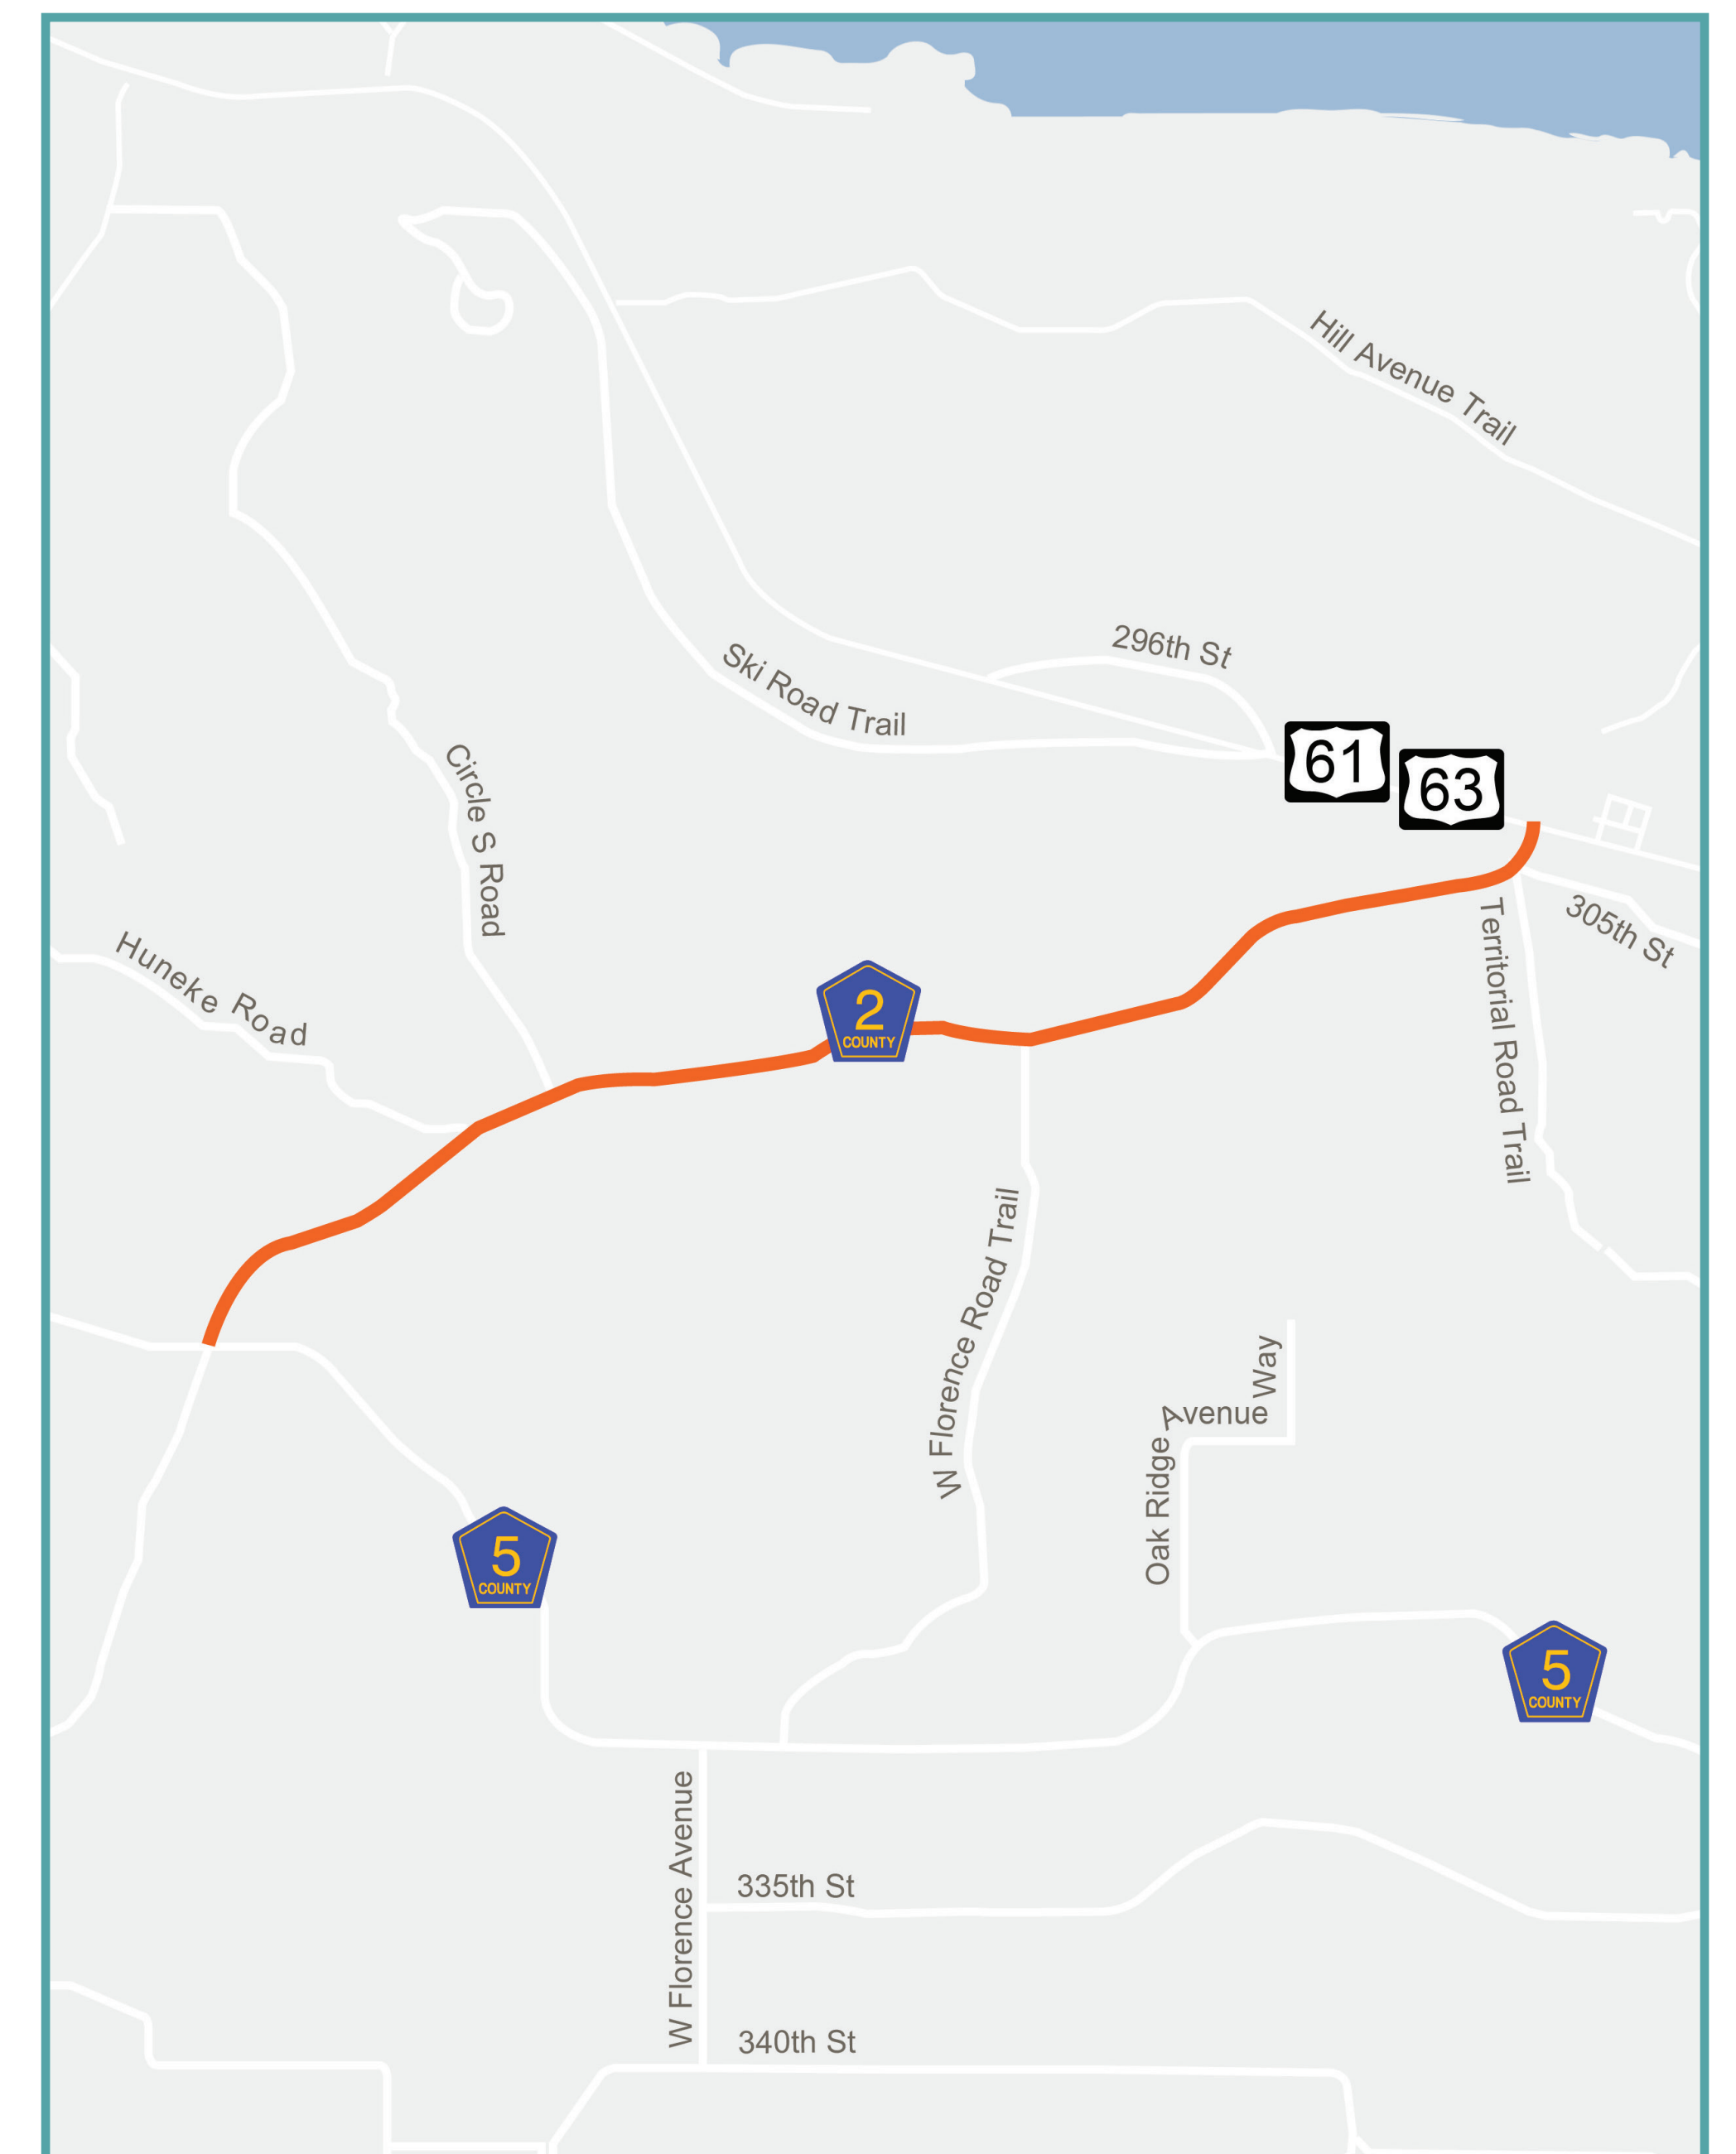 Hill Avenue Trail
296th St
Ski Road Trail
61
63
Circle S Road
305th St
Territorial Road Trail
Huneke Road
2
COUNTY
W Florence Road Trail
Oak Ridge Avenue Way
5
COUNTY
5
COUNTY
W Florence Avenue
335th St
340th St